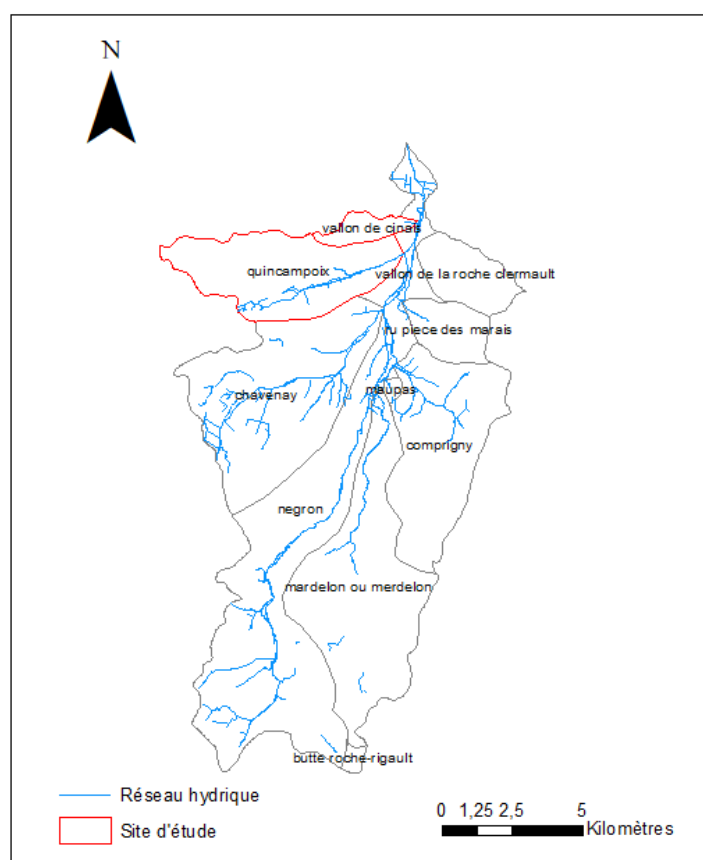 N
vallon de cinais
quincampoix
vallon de la roche clermault
ru piece des marais
chavenay
maupas
comprigny
negron
mardelon ou merdelon
butte roche-rigault
Réseau hydrique
Site d'étude
0 1,25 2,5 5
Kilomètres